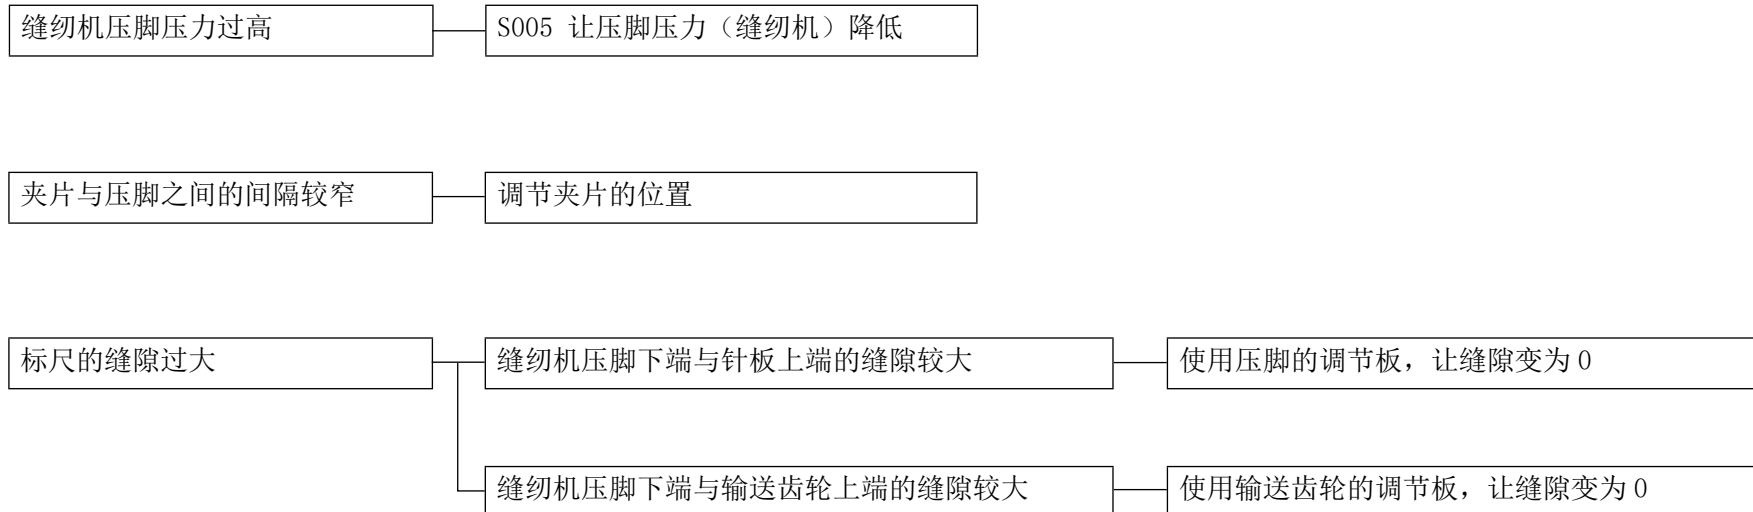 缝纫机压脚压力过高
S005 让压脚压力（缝纫机）降低
夹片与压脚之间的间隔较窄
调节夹片的位置
标尺的缝隙过大
缝纫机压脚下端与针板上端的缝隙较大
使用压脚的调节板，让缝隙变为0
缝纫机压脚下端与输送齿轮上端的缝隙较大
使用输送齿轮的调节板，让缝隙变为0